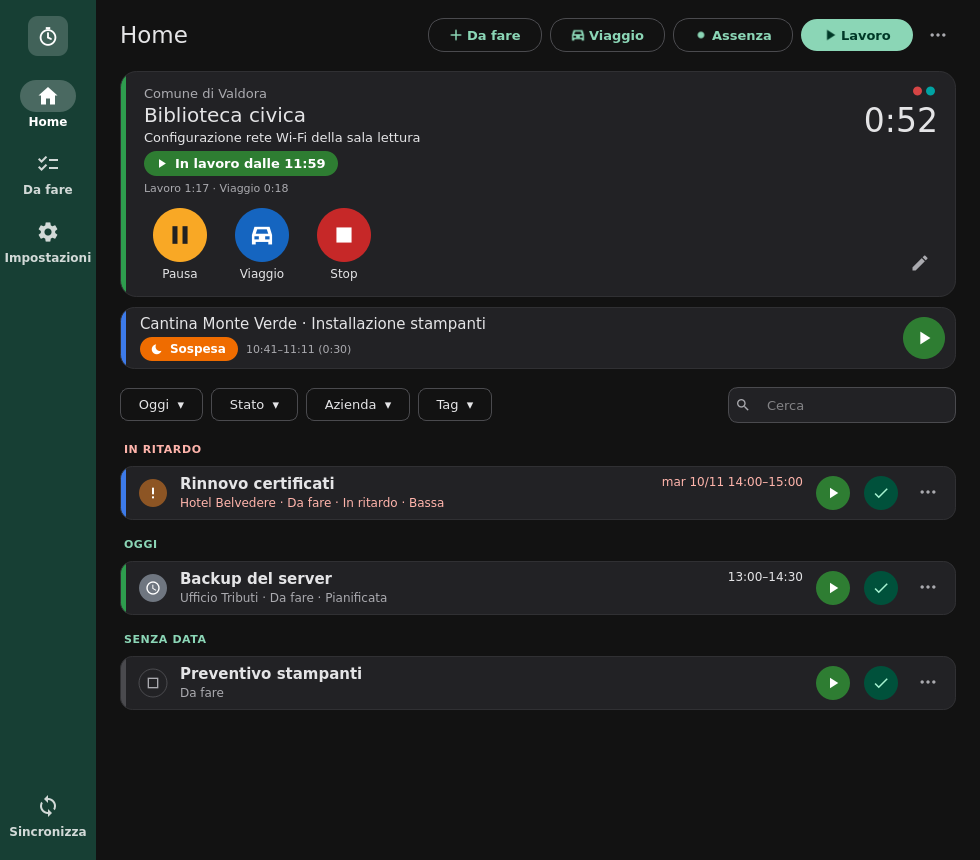 Home
Da fare
Viaggio
Assenza
Lavoro
Home
Da fare
Impostazioni
Sincronizza
Comune di Valdora
Biblioteca civica
Configurazione rete Wi-Fi della sala lettura
In lavoro dalle 11:59
Lavoro 1:17 · Viaggio 0:18
0:52
Pausa
Viaggio
Stop
Cantina Monte Verde · Installazione stampanti
Sospesa
10:41–11:11 (0:30)
Oggi
Stato
Azienda
Tag
Cerca
IN RITARDO
Rinnovo certificati
Hotel Belvedere · Da fare · In ritardo · Bassa
mar 10/11 14:00–15:00
OGGI
Backup del server
Ufficio Tributi · Da fare · Pianificata
13:00–14:30
SENZA DATA
Preventivo stampanti
Da fare